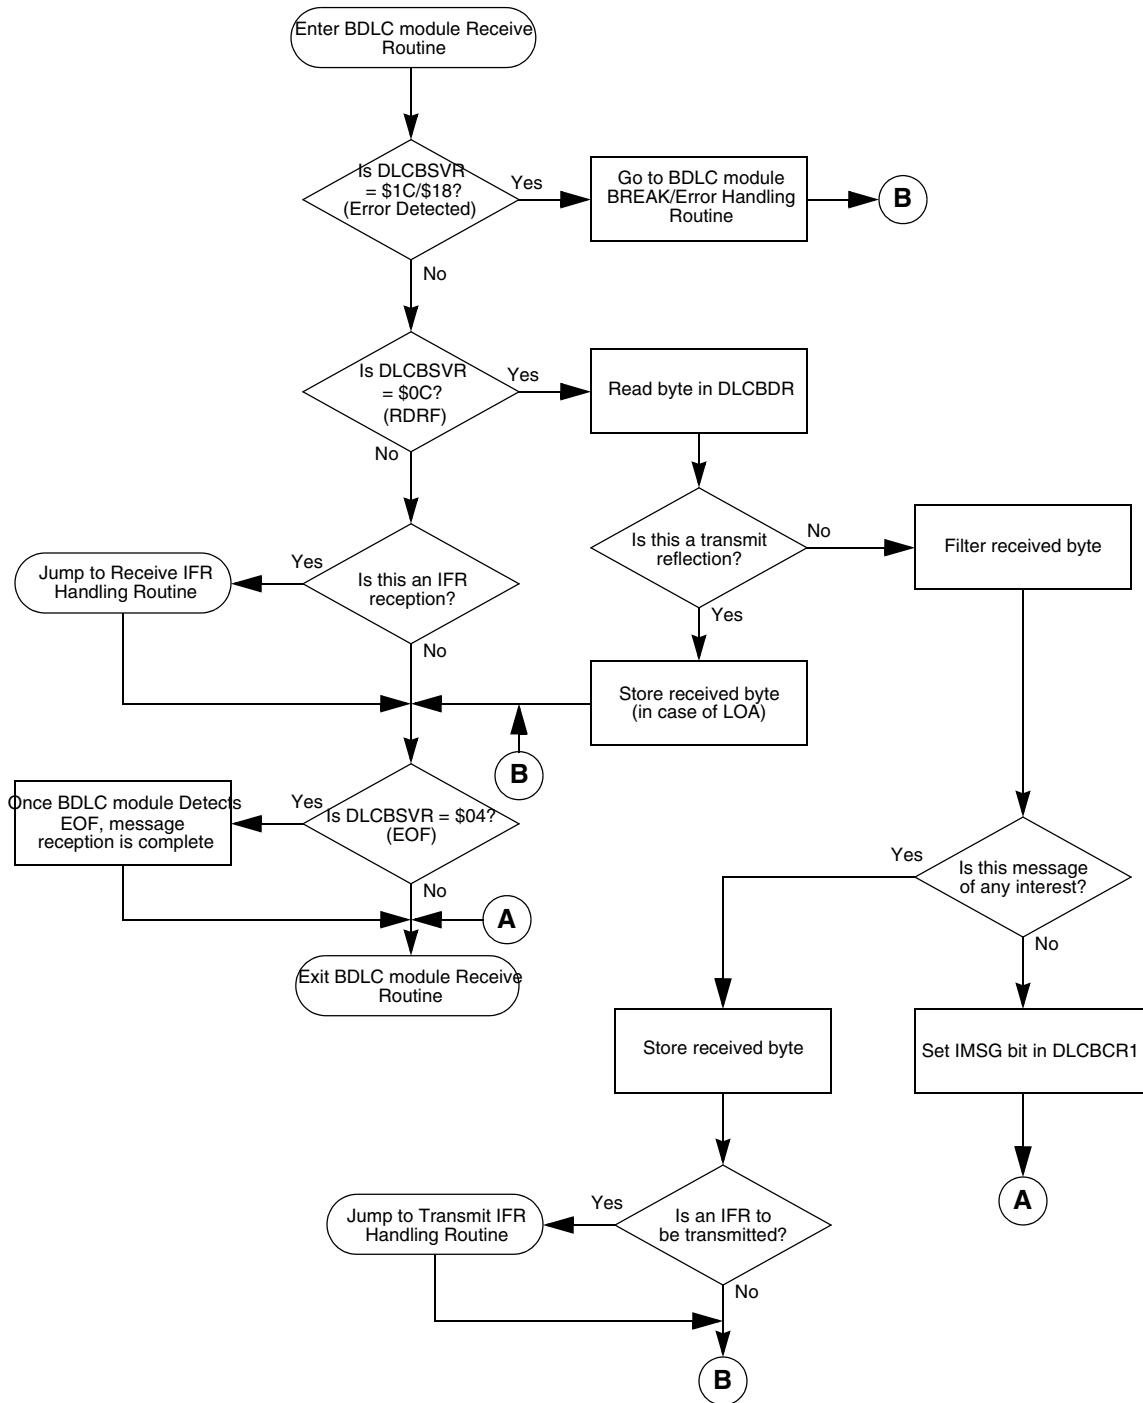 Enter BDLC module Receive
Routine
Is DLCBSVR
= $1C/$18?
(Error Detected)
Yes
Go to BDLC module
BREAK/Error Handling
Routine
B
No
Is DLCBSVR
= $0C?
(RDRF)
Yes
Read byte in DLCBDR
No
Is this a transmit
reflection?
No
Filter received byte
Yes
Is this an IFR
reception?
Yes
Jump to Receive IFR
Handling Routine
No
Store received byte
(in case of LOA)
B
Is DLCBSVR = $04?
(EOF)
Yes
Once BDLC module Detects
EOF, message
reception is complete
No
A
Exit BDLC module Receive
Routine
Is this message
of any interest?
Yes
No
Store received byte
Set IMSG bit in DLCBCR1
A
Is an IFR to
be transmitted?
Yes
Jump to Transmit IFR
Handling Routine
No
B